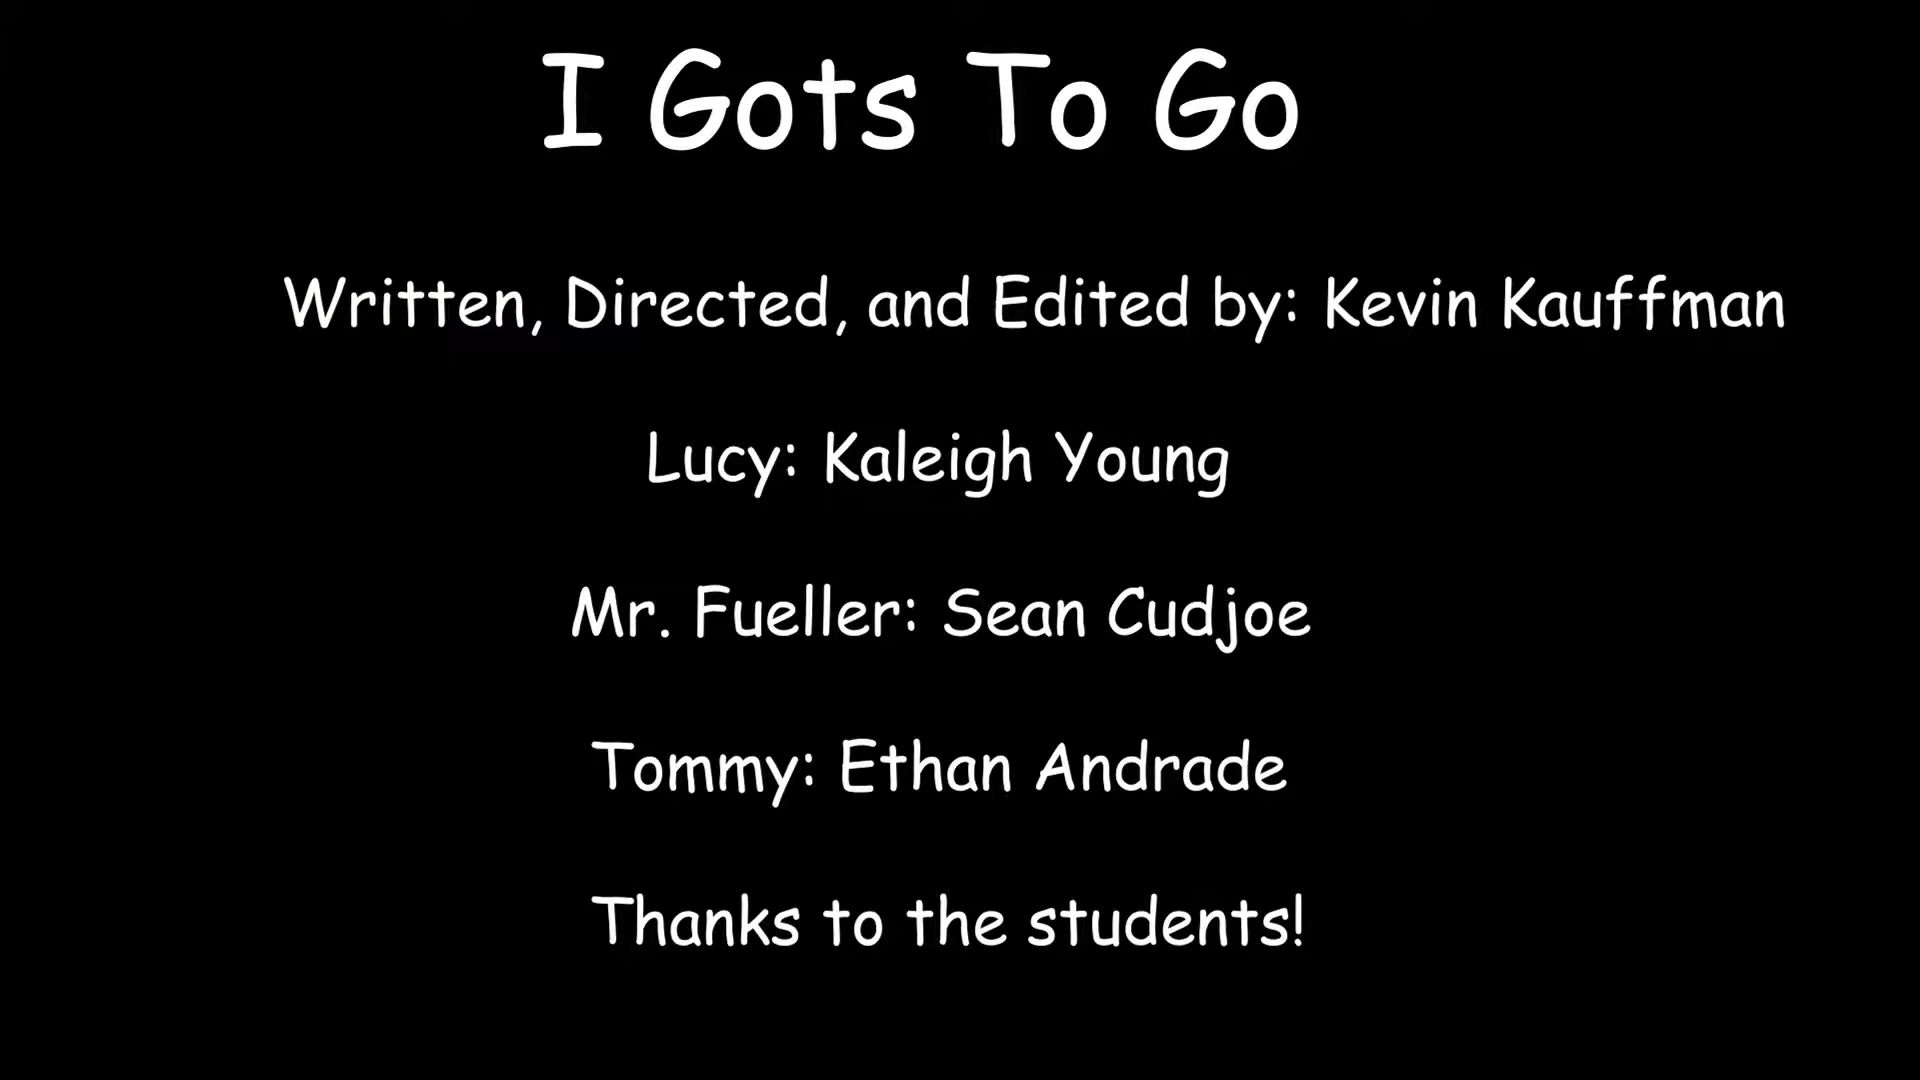 I Gots To Go
Written, Directed, and Edited by: Kevin Kauffman
Lucy: Kaleigh Young
Mr. Fueller: Sean Cudjoe
Tommy: Ethan Andrade
Thanks to the students!